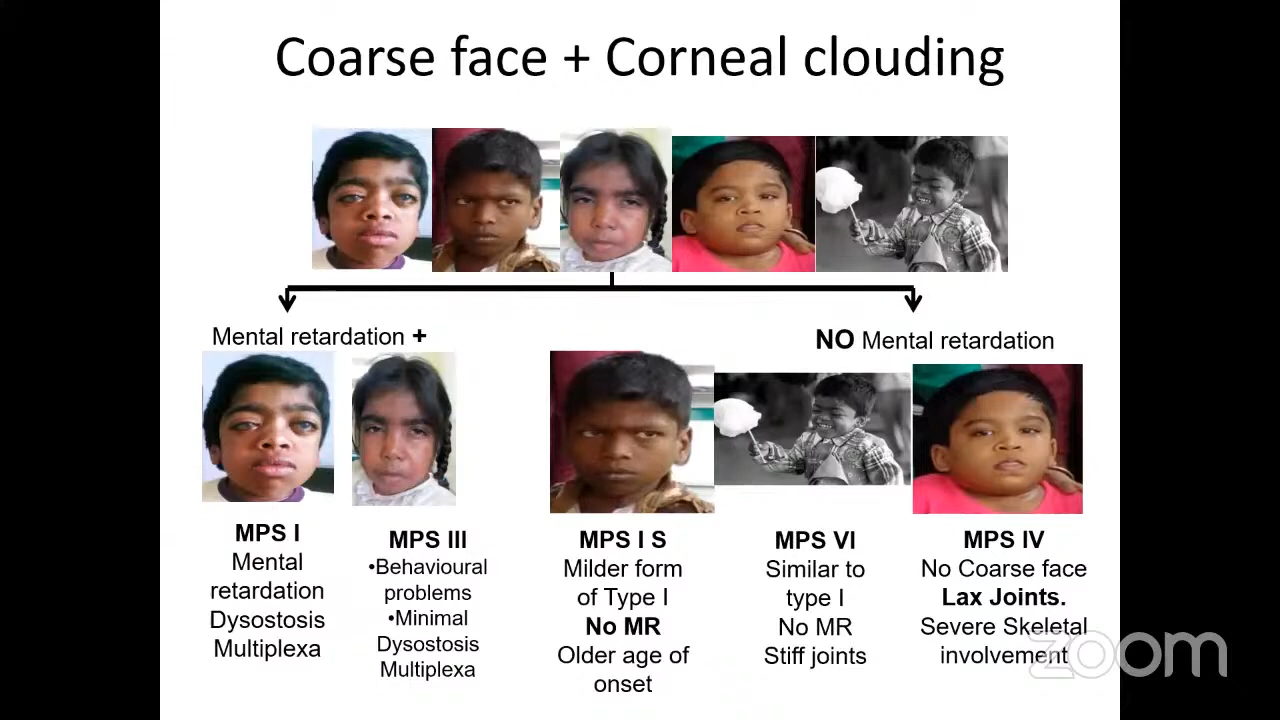 Coarse face + Corneal clouding
Mental retardation +
NO Mental retardation
MPS I
Mental
retardation
Dysostosis
Multiplexa
MPS III
•Behavioural
problems
•Minimal
Dysostosis
Multiplexa
MPS I S
Milder form
of Type I
No MR
Older age of
onset
MPS VI
Similar to
type I
No MR
Stiff joints
MPS IV
No Coarse face
Lax Joints.
Severe Skeletal
involvement
zoom